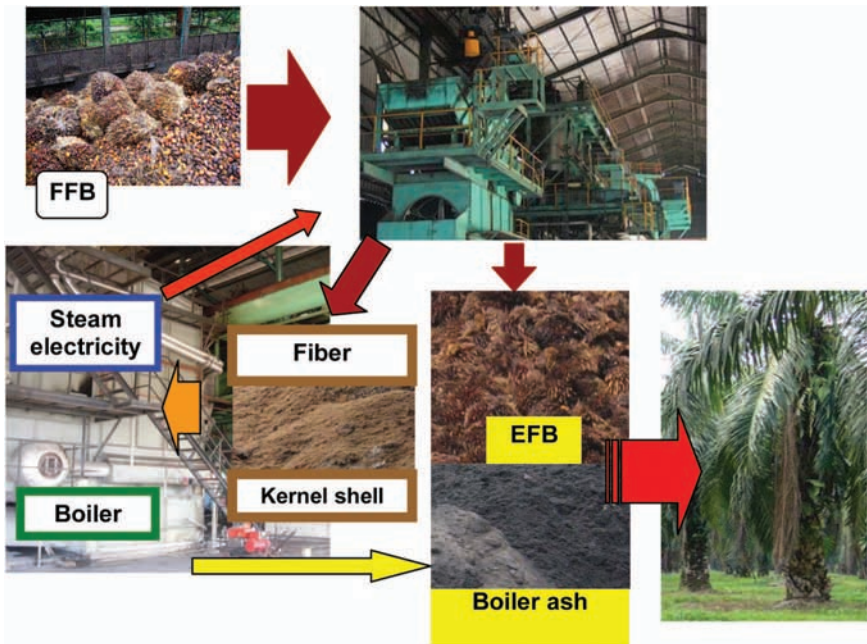 FFB
Steam
electricity
Fiber
EFB
Kernel shell
Boiler
Boiler ash